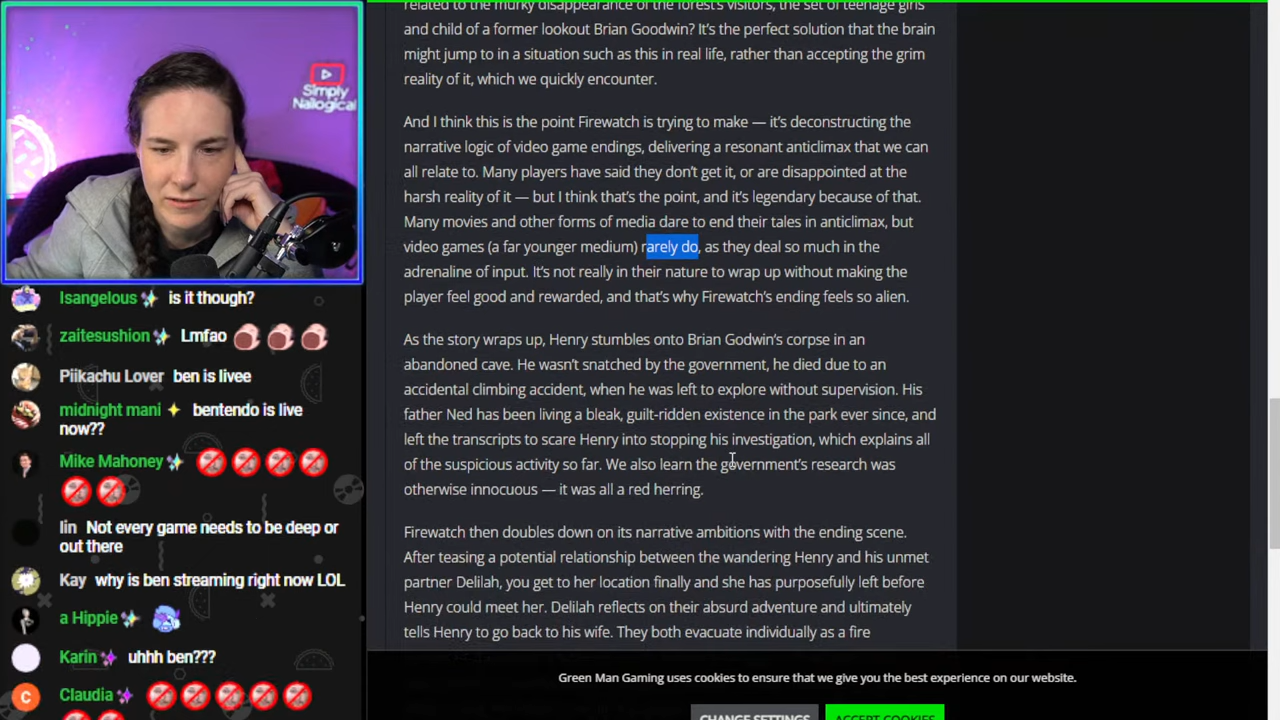 Simply
Nailogical
Isangelous is it though?
zaitesushion Lmfao
Piikachu Lover ben is livee
midnight mani bentendo is live
now??
Mike Mahoney
lin Not every game needs to be deep or
out there
Kay why is ben streaming right now LOL
a Hippie
Karin uhhh ben???
Claudia
related to the murky disappearance of the forest's visitors, the set of teenage girls
and child of a former lookout Brian Goodwin? It's the perfect solution that the brain
might jump to in a situation such as this in real life, rather than accepting the grim
reality of it, which we quickly encounter.
And I think this is the point Firewatch is trying to make — it's deconstructing the
narrative logic of video game endings, delivering a resonant anticlimax that we can
all relate to. Many players have said they don't get it, or are disappointed at the
harsh reality of it — but I think that's the point, and it's legendary because of that.
Many movies and other forms of media dare to end their tales in anticlimax, but
video games (a far younger medium) rarely do, as they deal so much in the
adrenaline of input. It's not really in their nature to wrap up without making the
player feel good and rewarded, and that's why Firewatch's ending feels so alien.
As the story wraps up, Henry stumbles onto Brian Godwin's corpse in an
abandoned cave. He wasn't snatched by the government, he died due to an
accidental climbing accident, when he was left to explore without supervision. His
father Ned has been living a bleak, guilt-ridden existence in the park ever since, and
left the transcripts to scare Henry into stopping his investigation, which explains all
of the suspicious activity so far. We also learn the government's research was
otherwise innocuous — it was all a red herring.
Firewatch then doubles down on its narrative ambitions with the ending scene.
After teasing a potential relationship between the wandering Henry and his unmet
partner Delilah, you get to her location finally and she has purposefully left before
Henry could meet her. Delilah reflects on their absurd adventure and ultimately
tells Henry to go back to his wife. They both evacuate individually as a fire
Green Man Gaming uses cookies to ensure that we give you the best experience on our website.
CHANGE SETTINGS
ACCEPT COOKIES